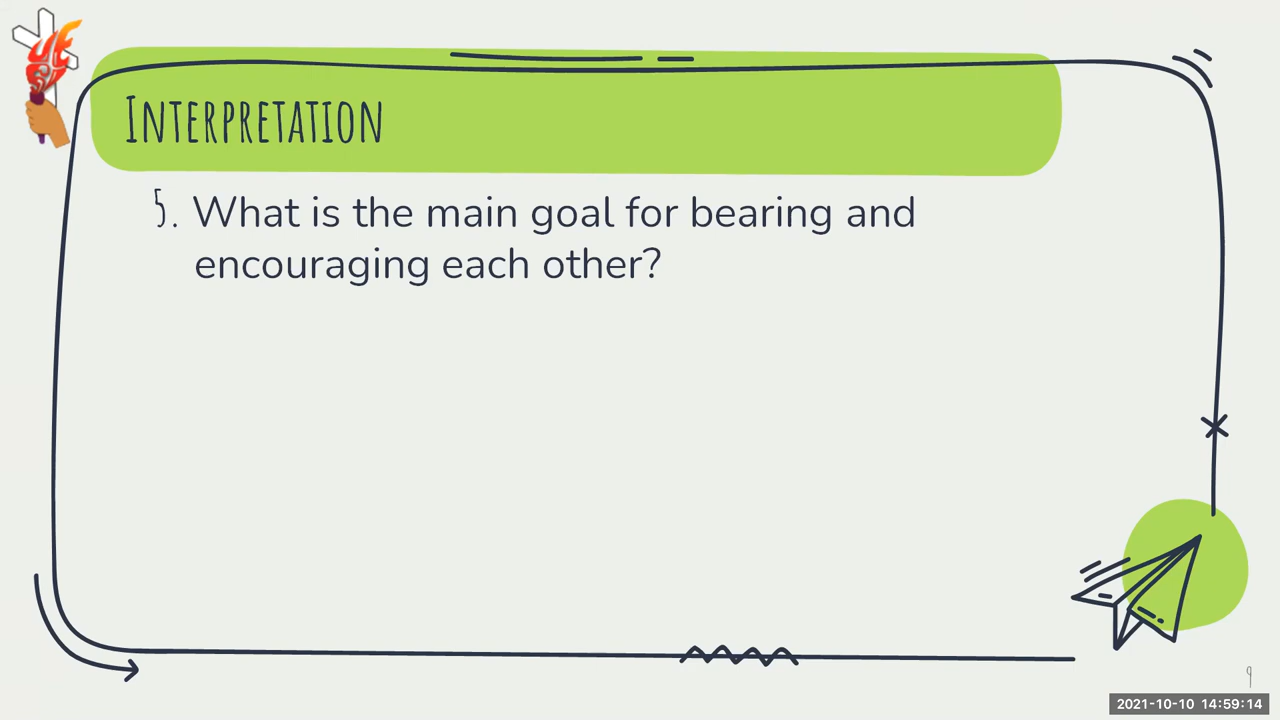 Interpretation
5. What is the main goal for bearing and
encouraging each other?
9
2021-10-10 14:59:14